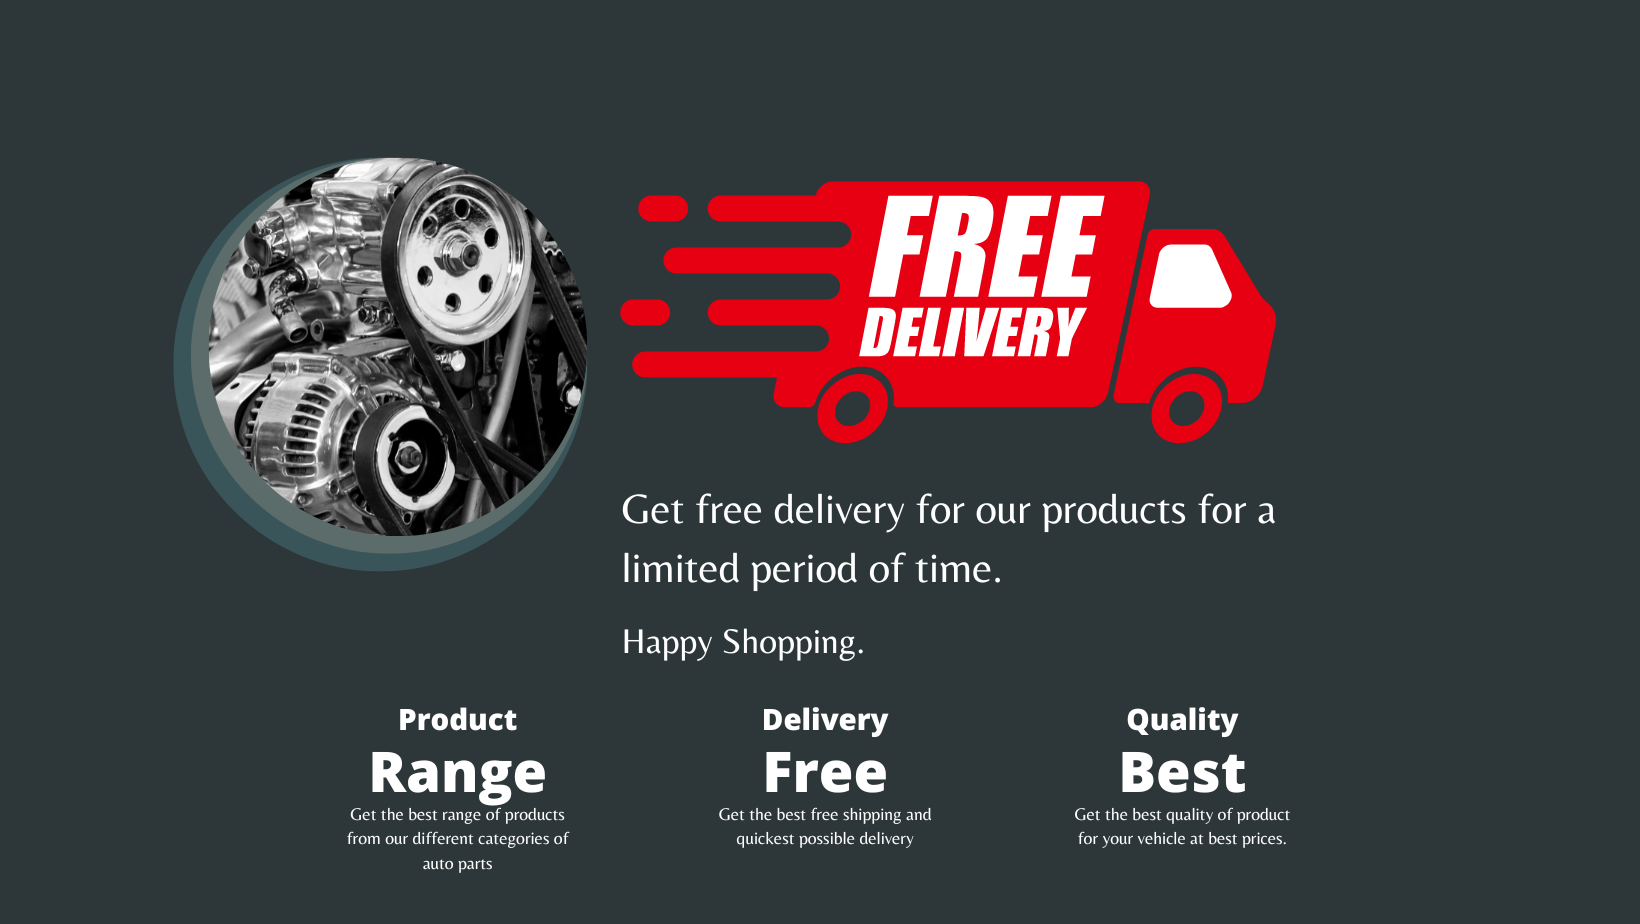 FREE
DELIVERY
Get free delivery for our products for a
limited period of time.
Happy Shopping.
Product
Range
Get the best range of products
from our different categories of
auto parts
Delivery
Free
Get the best free shipping and
quickest possible delivery
Quality
Best
Get the best quality of product
for your vehicle at best prices.